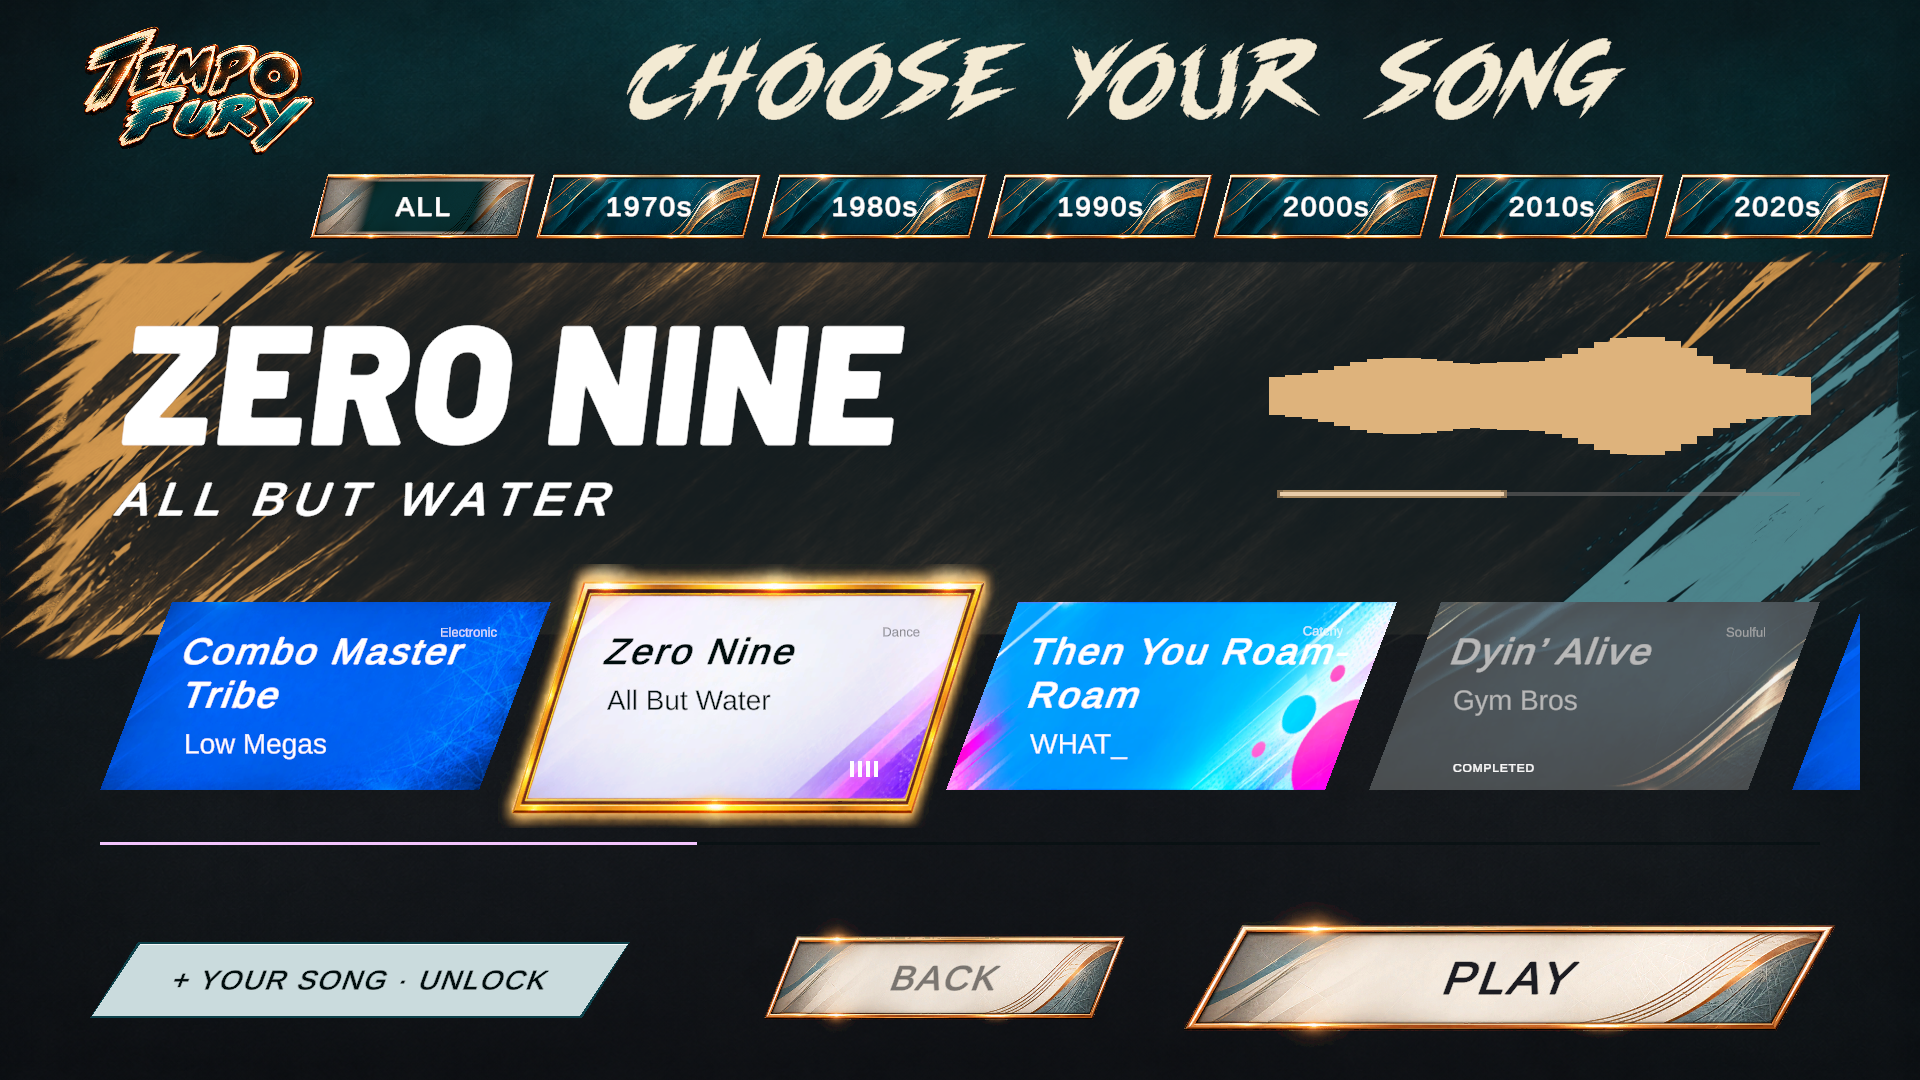 TEMPO
FURY
CHOOSE YOUR SONG
ALL
1970s
1980s
1990s
2000s
2010s
2020s
ZERO NINE
ALL BUT WATER
Electronic
Combo Master
Tribe
Low Megas
Dance
Zero Nine
All But Water
Catchy
Then You Roam-
Roam
WHAT_
Soulful
Dyin’ Alive
Gym Bros
COMPLETED
+ YOUR SONG · UNLOCK
BACK
PLAY